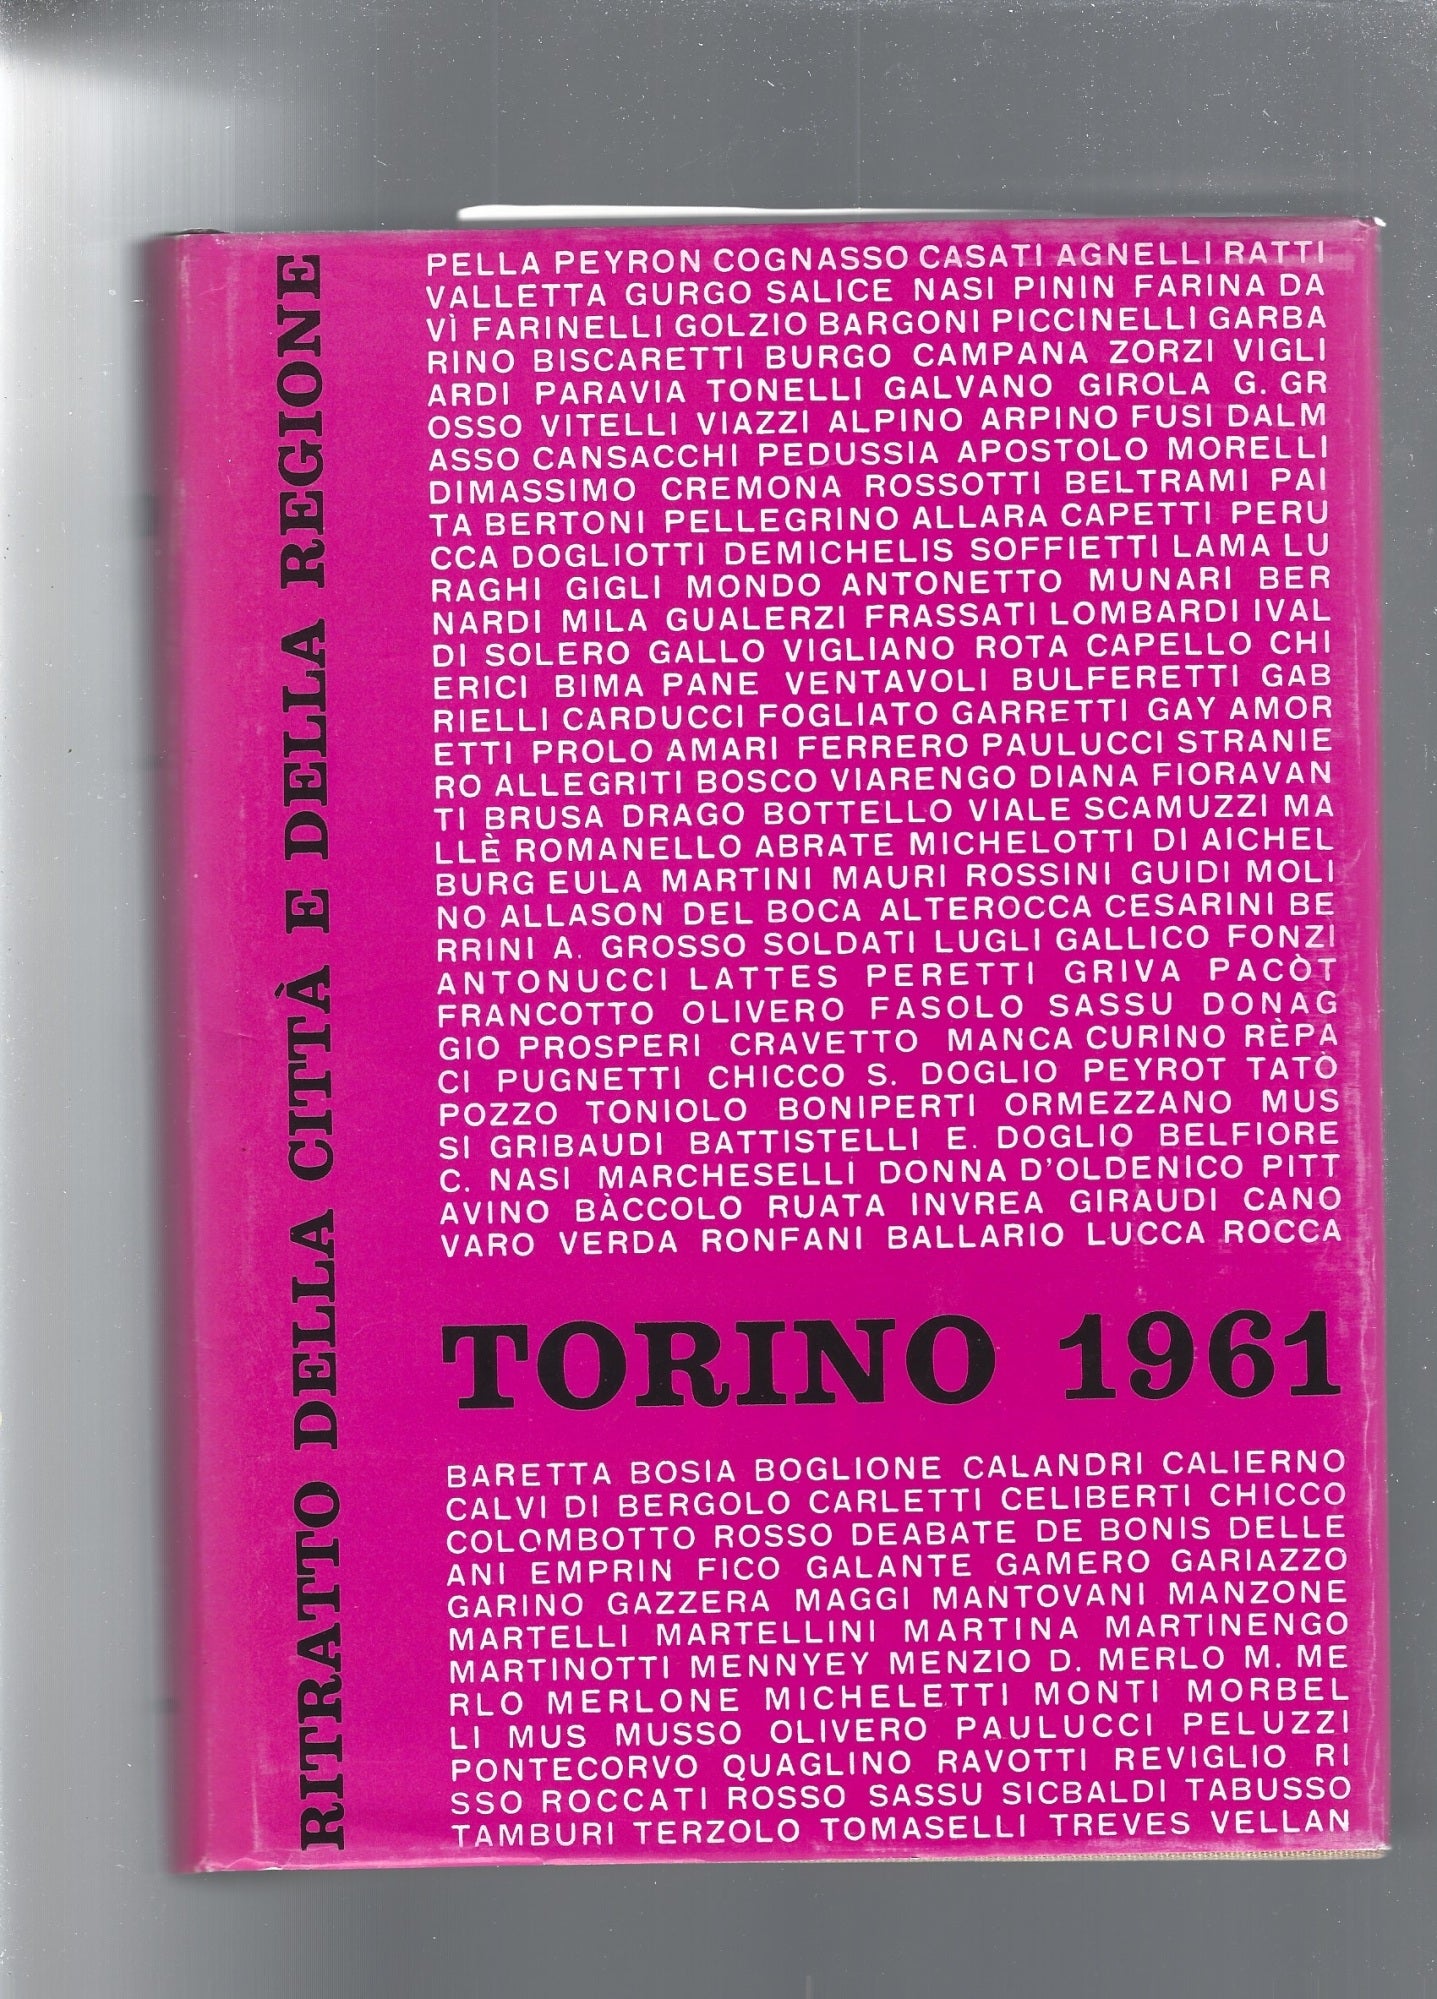 RITRATTO DELLA CITTÀ E DELLA REGIONE
PELLA PEYRON COGNASSO CASATI AGNELLI RATTI
VALLETTA GURGO SALICE NASI PININ FARINA DA
VÌ FARINELLI GOLZIO BARGONI PICCINELLI GARBA
RINO BISCARETTI BURGO CAMPANA ZORZI VIGLI
ARDI PARAVIA TONELLI GALVANO GIROLA G. GR
OSSO VITELLI VIAZZI ALPINO ARPINO FUSI DALM
ASSO CANSACCHI PEDUSSIA APOSTOLO MORELLI
DIMASSIMO CREMONA ROSSOTTI BELTRAMI PAI
TA BERTONI PELLEGRINO ALLARA CAPETTI PERU
CCA DOGLIOTTI DEMICHELIS SOFFIETTI LAMA LU
RAGHI GIGLI MONDO ANTONETTO MUNARI BER
NARDI MILA GUALERZI FRASSATI LOMBARDI IVAL
DI SOLERO GALLO VIGLIANO ROTA CAPELLO CHI
ERICI BIMA PANE VENTAVOLI BULFERETTI GAB
RIELLI CARDUCCI FOGLIATO GARRETTI GAY AMOR
ETTI PROLO AMARI FERRERO PAULUCCI STRANIE
RO ALLEGRITI BOSCO VIARENGO DIANA FIORAVAN
TI BRUSA DRAGO BOTTELLO VIALE SCAMUZZI MA
LLÈ ROMANELLO ABRATE MICHELOTTI DI AICHEL
BURG EULA MARTINI MAURI ROSSINI GUIDI MOLI
NO ALLASON DEL BOCA ALTEROCCA CESARINI BE
RRINI A. GROSSO SOLDATI LUGLI GALLICO FONZI
ANTONUCCI LATTES PERETTI GRIVA PACÒT
FRANCOTTO OLIVERO FASOLO SASSU DONAG
GIO PROSPERI CRAVETTO MANCA CURINO RÈPA
CI PUGNETTI CHICCO S. DOGLIO PEYROT TATÒ
POZZO TONIOLO BONIPERTI ORMEZZANO MUS
SI GRIBAUDI BATTISTELLI E. DOGLIO BELFIORE
C. NASI MARCHESELLI DONNA D'OLDENICO PITT
AVINO BÀCCOLO RUATA INVREA GIRAUDI CANO
VARO VERDA RONFANI BALLARIO LUCCA ROCCA
TORINO 1961
BARETTA BOSIA BOGLIONE CALANDRI CALIERNO
CALVI DI BERGOLO CARLETTI CELIBERTI CHICCO
COLOMBOTTO ROSSO DEABATE DE BONIS DELLE
ANI EMPRIN FICO GALANTE GAMERO GARIAZZO
GARINO GAZZERA MAGGI MANTOVANI MANZONE
MARTELLI MARTELLINI MARTINA MARTINENGO
MARTINOTTI MENNYEY MENZIO D. MERLO M. ME
RLO MERLONE MICHELETTI MONTI MORBEL
LI MUS MUSSO OLIVERO PAULUCCI PELUZZI
PONTECORVO QUAGLINO RAVOTTI REVIGLIO RI
SSO ROCCATI ROSSO SASSU SICBALDI TABUSSO
TAMBURI TERZOLO TOMASELLI TREVES VELLAN